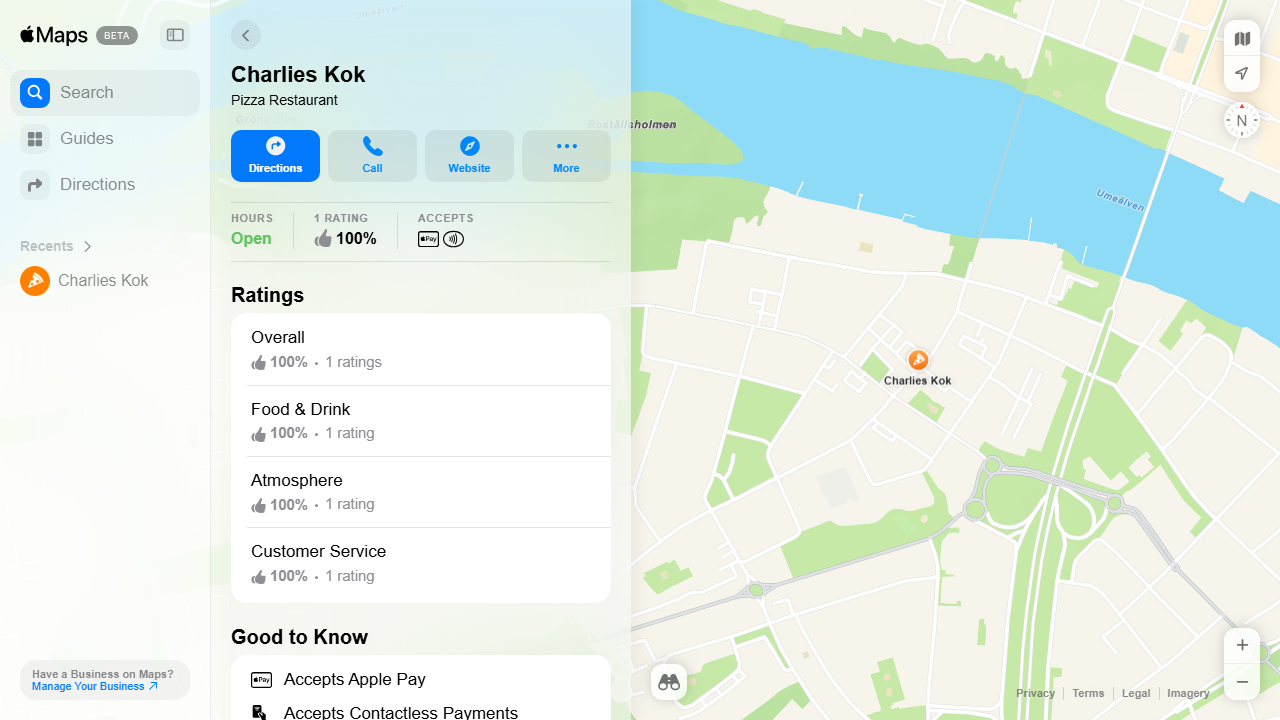 Maps BETA
Search
Guides
Directions
Recents
Charlies Kok
Have a Business on Maps?
Manage Your Business
Charlies Kok
Pizza Restaurant
Directions
Call
Website
More
HOURS
Open
1 RATING
100%
ACCEPTS
Pay
Ratings
Overall
100% • 1 ratings
Food & Drink
100% • 1 rating
Atmosphere
100% • 1 rating
Customer Service
100% • 1 rating
Good to Know
Pay
Accepts Apple Pay
Accepts Contactless Payments
Umeälven
Boställsholmen
Umeälven
Charlies Kok
N
Privacy
Terms
Legal
Imagery